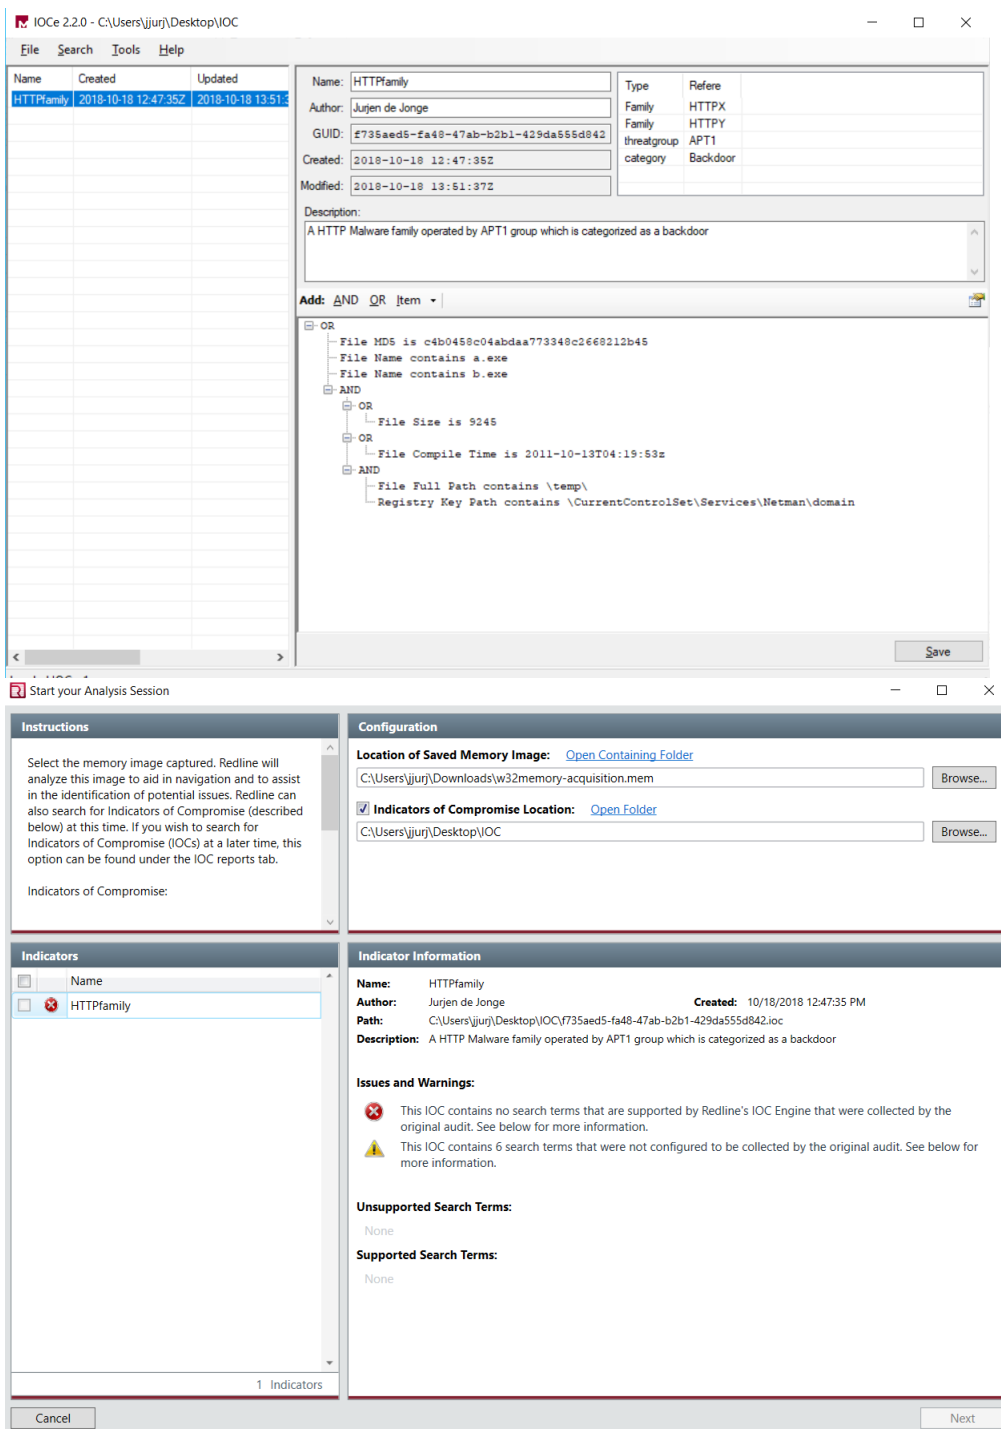 IOCe 2.2.0 - C:\Users\jjurj\Desktop\IOC
File Search Tools Help
Name Created Updated
HTTPfamily 2018-10-18 12:47:35Z 2018-10-18 13:51:3
Name: HTTPfamily
Author: Jurjen de Jonge
GUID: f735aed5-fa48-47ab-b2b1-429da555d842
Created: 2018-10-18 12:47:35Z
Modified: 2018-10-18 13:51:37Z
Type Refere
Family HTTPX
Family HTTPY
threatgroup APT1
category Backdoor
Description:
A HTTP Malware family operated by APT1 group which is categorized as a backdoor
Add: AND OR Item
OR
File MD5 is c4b0458c04abdaa773348c2668212b45
File Name contains a.exe
File Name contains b.exe
AND
OR
File Size is 9245
OR
File Compile Time is 2011-10-13T04:19:53z
AND
File Full Path contains \temp\
Registry Key Path contains \CurrentControlSet\Services\Netman\domain
Save
Start your Analysis Session
Instructions
Select the memory image captured. Redline will
analyze this image to aid in navigation and to assist
in the identification of potential issues. Redline can
also search for Indicators of Compromise (described
below) at this time. If you wish to search for
Indicators of Compromise (IOCs) at a later time, this
option can be found under the IOC reports tab.
Indicators of Compromise:
Configuration
Location of Saved Memory Image: Open Containing Folder
C:\Users\jjurj\Downloads\w32memory-acquisition.mem
Browse...
Indicators of Compromise Location: Open Folder
C:\Users\jjurj\Desktop\IOC
Browse...
Indicators
Name
HTTPfamily
1 Indicators
Indicator Information
Name: HTTPfamily
Author: Jurjen de Jonge Created: 10/18/2018 12:47:35 PM
Path: C:\Users\jjurj\Desktop\IOC\f735aed5-fa48-47ab-b2b1-429da555d842.ioc
Description: A HTTP Malware family operated by APT1 group which is categorized as a backdoor
Issues and Warnings:
This IOC contains no search terms that are supported by Redline's IOC Engine that were collected by the
original audit. See below for more information.
This IOC contains 6 search terms that were not configured to be collected by the original audit. See below for
more information.
Unsupported Search Terms:
None
Supported Search Terms:
None
Cancel
Next